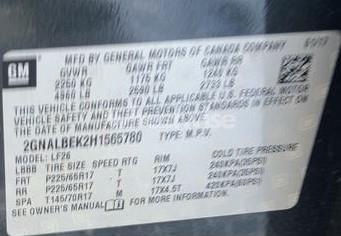 GM
MFD BY GENERAL MOTORS OF CANADA COMPANY
GVWR GAWR FRT GAWR RR
2250 KG 1175 KG 1240 KG
4960 LB 2590 LB 2733 LB
THIS VEHICLE CONFORMS TO ALL APPLICABLE U.S. FEDERAL MOTOR
VEHICLE SAFETY AND THEFT PREVENTION STANDARDS IN EFFECT ON
THE DATE OF MANUFACTURE SHOWN ABOVE
2GNALBEK2H1565780 TYPE: M.P.V.
MODEL: LF26
LBBB TIRE SIZE SPEED RTG RIM COLD TIRE PRESSURE
FRT P225/65R17 T 17X7J 240KPA(35PSI)
RR P225/65R17 T 17X7J 240KPA(35PSI)
SPA T145/70R17 M 17X4.5T 420KPA(60PSI)
SEE OWNER'S MANUAL FOR MORE INFORMATION.